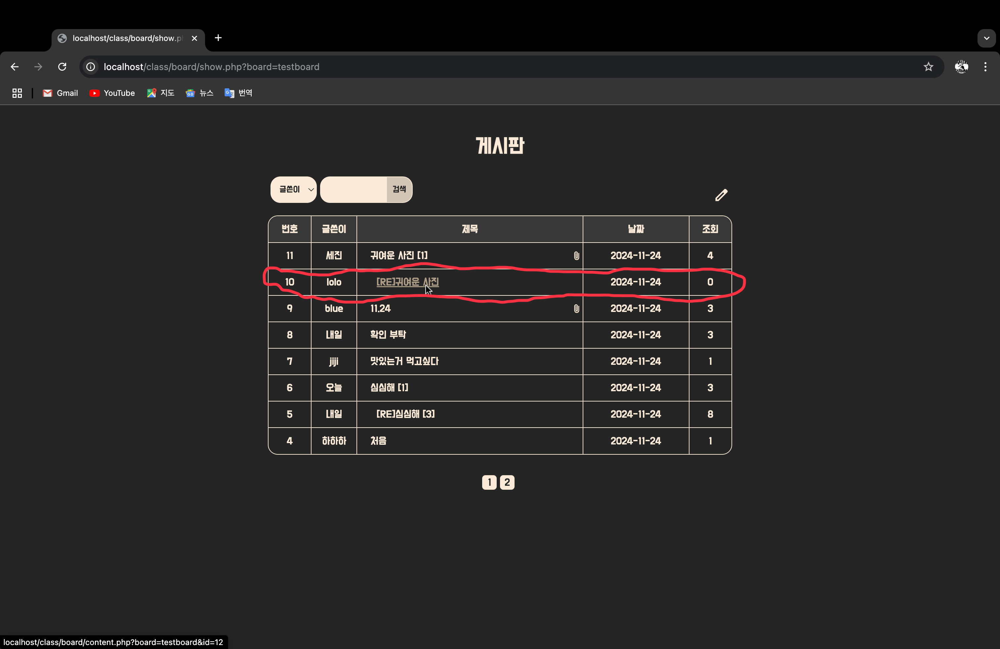 localhost/class/board/show.p
localhost/class/board/show.php?board=testboard
Gmail YouTube 지도 뉴스 번역
게시판
글쓴이 검색
번호 글쓴이 제목 날짜 조회
11 세진 귀여운 사진 [1] 2024-11-24 4
10 lolo [RE]귀여운 사진 2024-11-24 0
9 blue 11.24 2024-11-24 3
8 내일 확인 부탁 2024-11-24 3
7 jiji 맛있는거 먹고싶다 2024-11-24 1
6 오늘 심심해 [1] 2024-11-24 3
5 내일 [RE]심심해 [3] 2024-11-24 8
4 하하하 처음 2024-11-24 1
1 2
localhost/class/board/content.php?board=testboard&id=12